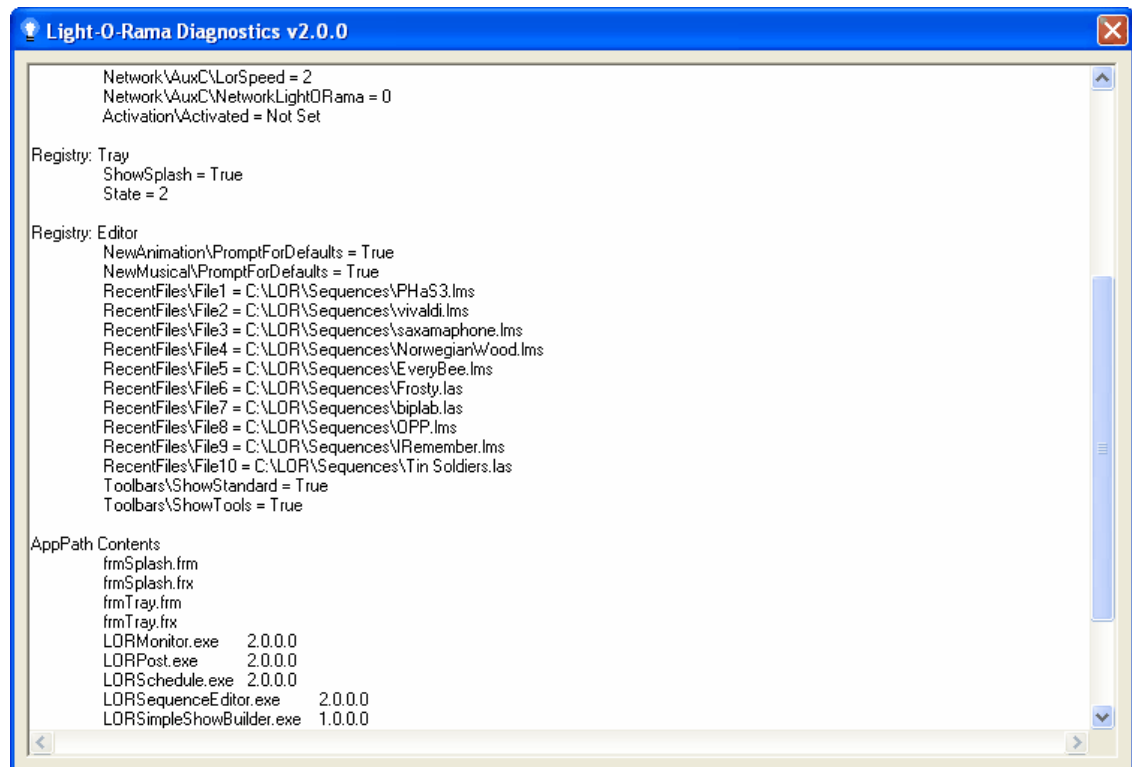 Light-O-Rama Diagnostics v2.0.0
Network\AuxC\LorSpeed = 2
Network\AuxC\NetworkLightORama = 0
Activation\Activated = Not Set
Registry: Tray
ShowSplash = True
State = 2
Registry: Editor
NewAnimation\PromptForDefaults = True
NewMusical\PromptForDefaults = True
RecentFiles\File1 = C:\LOR\Sequences\PHaS3.lms
RecentFiles\File2 = C:\LOR\Sequences\vivaldi.lms
RecentFiles\File3 = C:\LOR\Sequences\saxamaphone.lms
RecentFiles\File4 = C:\LOR\Sequences\NorwegianWood.lms
RecentFiles\File5 = C:\LOR\Sequences\EveryBee.lms
RecentFiles\File6 = C:\LOR\Sequences\Frosty.las
RecentFiles\File7 = C:\LOR\Sequences\biplab.las
RecentFiles\File8 = C:\LOR\Sequences\OPP.lms
RecentFiles\File9 = C:\LOR\Sequences\IRemember.lms
RecentFiles\File10 = C:\LOR\Sequences\Tin Soldiers.las
Toolbars\ShowStandard = True
Toolbars\ShowTools = True
AppPath Contents
frmSplash.frm
frmSplash.frx
frmTray.frm
frmTray.frx
LORMonitor.exe 2.0.0.0
LORPost.exe 2.0.0.0
LORSchedule.exe 2.0.0.0
LORSequenceEditor.exe 2.0.0.0
LORSimpleShowBuilder.exe 1.0.0.0